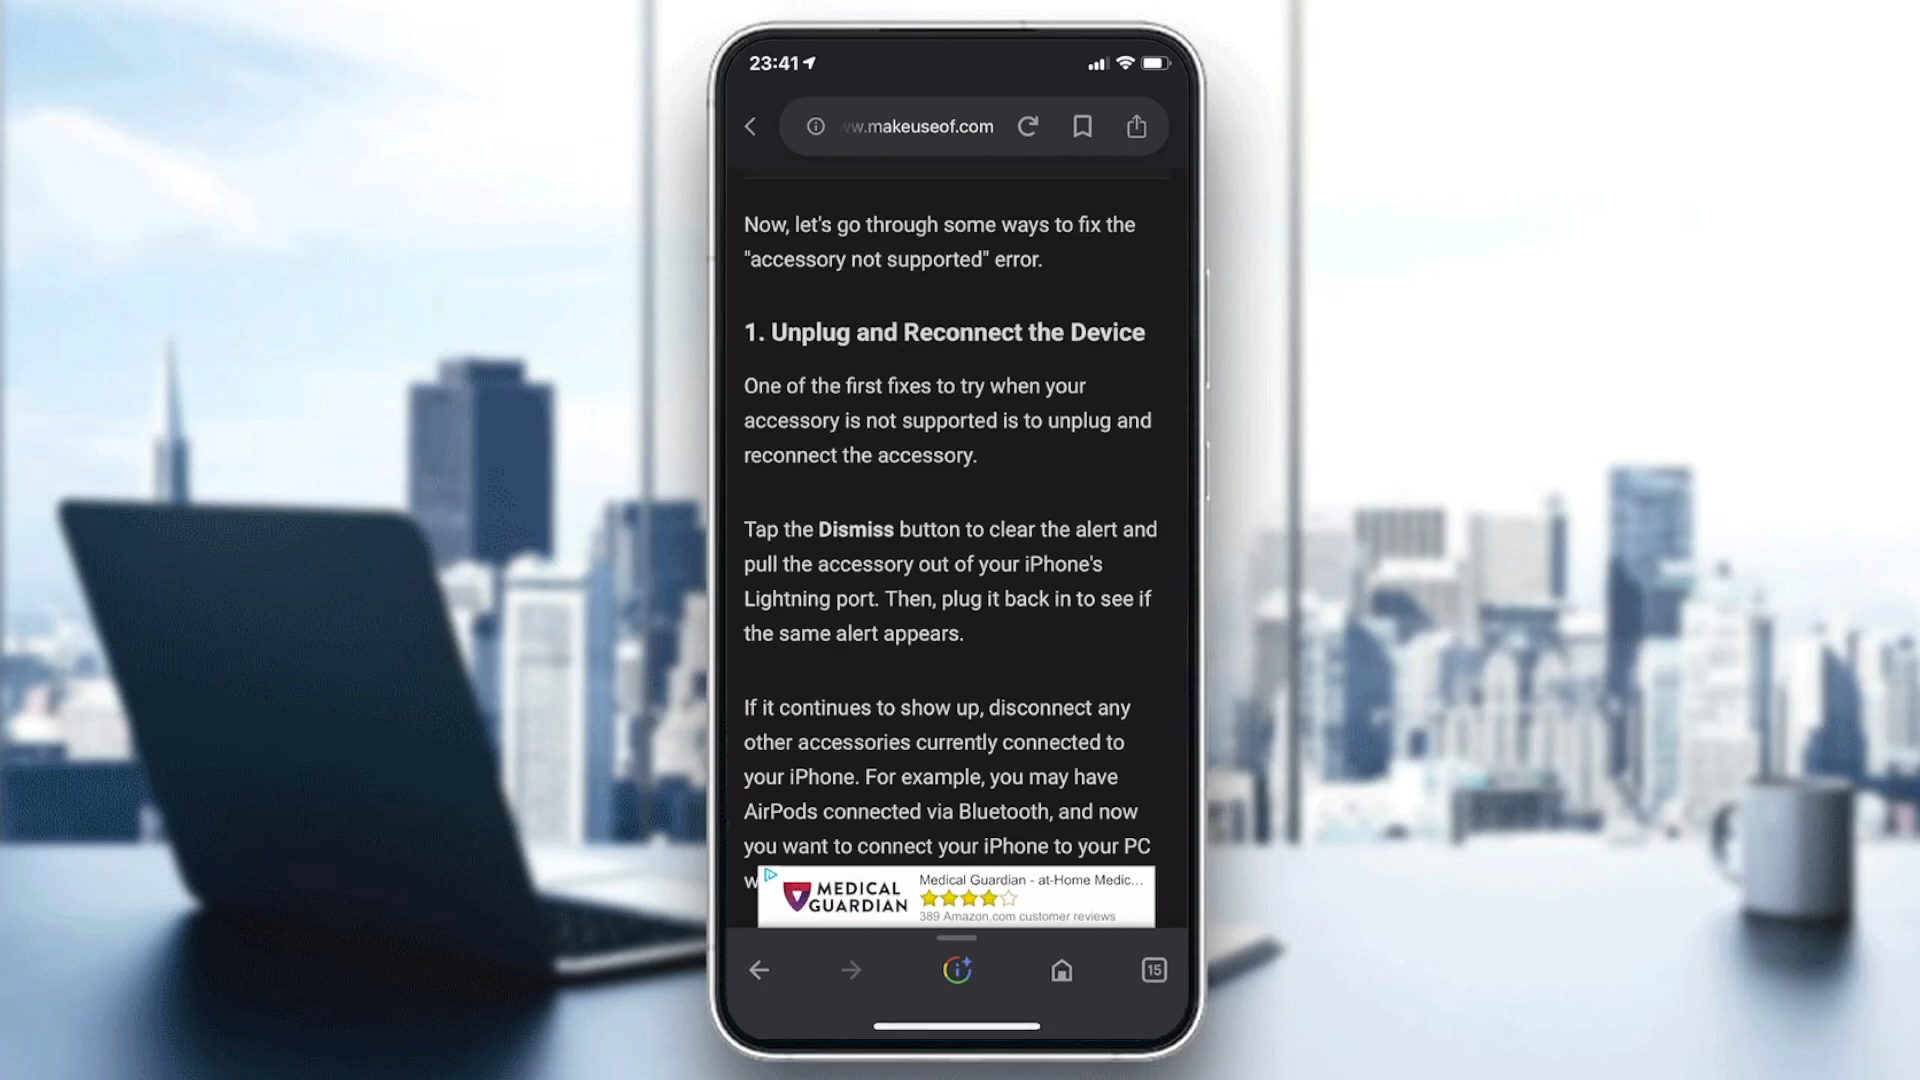 23:41
w.makeuseof.com
Now, let's go through some ways to fix the
"accessory not supported" error.
1. Unplug and Reconnect the Device
One of the first fixes to try when your
accessory is not supported is to unplug and
reconnect the accessory.
Tap the Dismiss button to clear the alert and
pull the accessory out of your iPhone's
Lightning port. Then, plug it back in to see if
the same alert appears.
If it continues to show up, disconnect any
other accessories currently connected to
your iPhone. For example, you may have
AirPods connected via Bluetooth, and now
you want to connect your iPhone to your PC
w
MEDICAL
GUARDIAN
Medical Guardian - at-Home Medic...
389 Amazon.com customer reviews
15